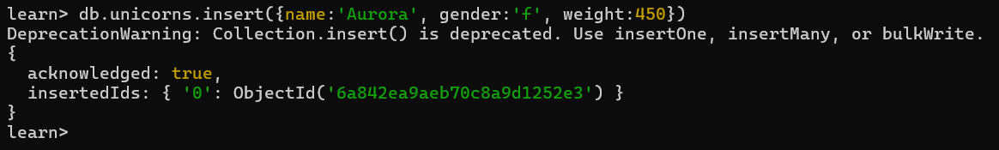 learn> db.unicorns.insert({name:'Aurora', gender:'f', weight:450})
DeprecationWarning: Collection.insert() is deprecated. Use insertOne, insertMany, or bulkWrite.
{
  acknowledged: true,
  insertedIds: { '0': ObjectId('6a842ea9aeb70c8a9d1252e3') }
}
learn>